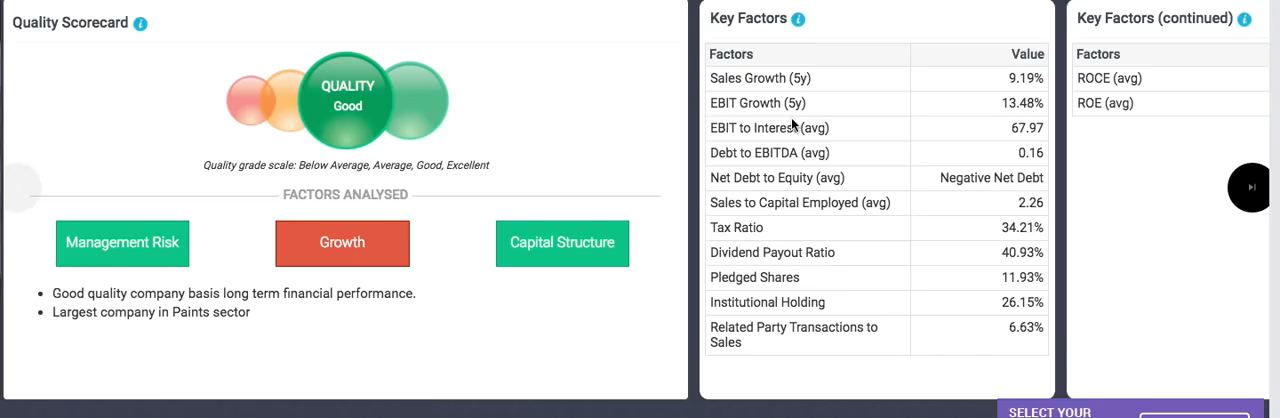 Quality Scorecard i
QUALITY
Good
Quality grade scale: Below Average, Average, Good, Excellent
FACTORS ANALYSED
Management Risk
Growth
Capital Structure
• Good quality company basis long term financial performance.
• Largest company in Paints sector
Key Factors i
Factors Value
Sales Growth (5y) 9.19%
EBIT Growth (5y) 13.48%
EBIT to Interest (avg) 67.97
Debt to EBITDA (avg) 0.16
Net Debt to Equity (avg) Negative Net Debt
Sales to Capital Employed (avg) 2.26
Tax Ratio 34.21%
Dividend Payout Ratio 40.93%
Pledged Shares 11.93%
Institutional Holding 26.15%
Related Party Transactions to 6.63%
Sales
Key Factors (continued) i
Factors
ROCE (avg)
ROE (avg)
SELECT YOUR